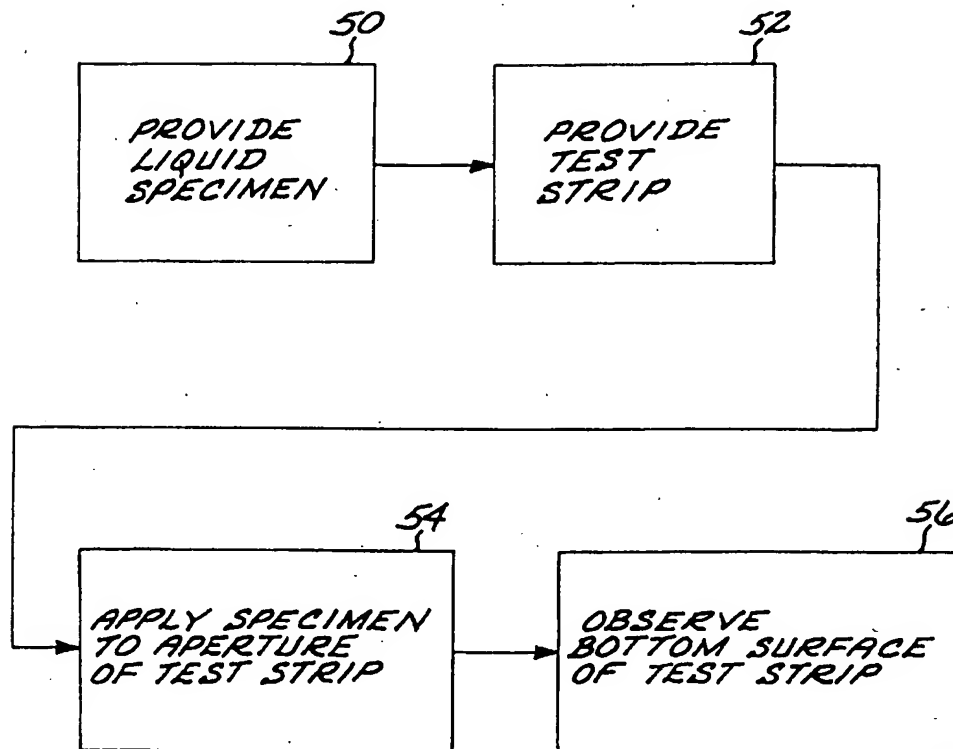 50
PROVIDE
LIQUID
SPECIMEN
52
PROVIDE
TEST
STRIP
54
APPLY SPECIMEN
TO APERTURE
OF TEST STRIP
56
OBSERVE
BOTTOM SURFACE
OF TEST STRIP